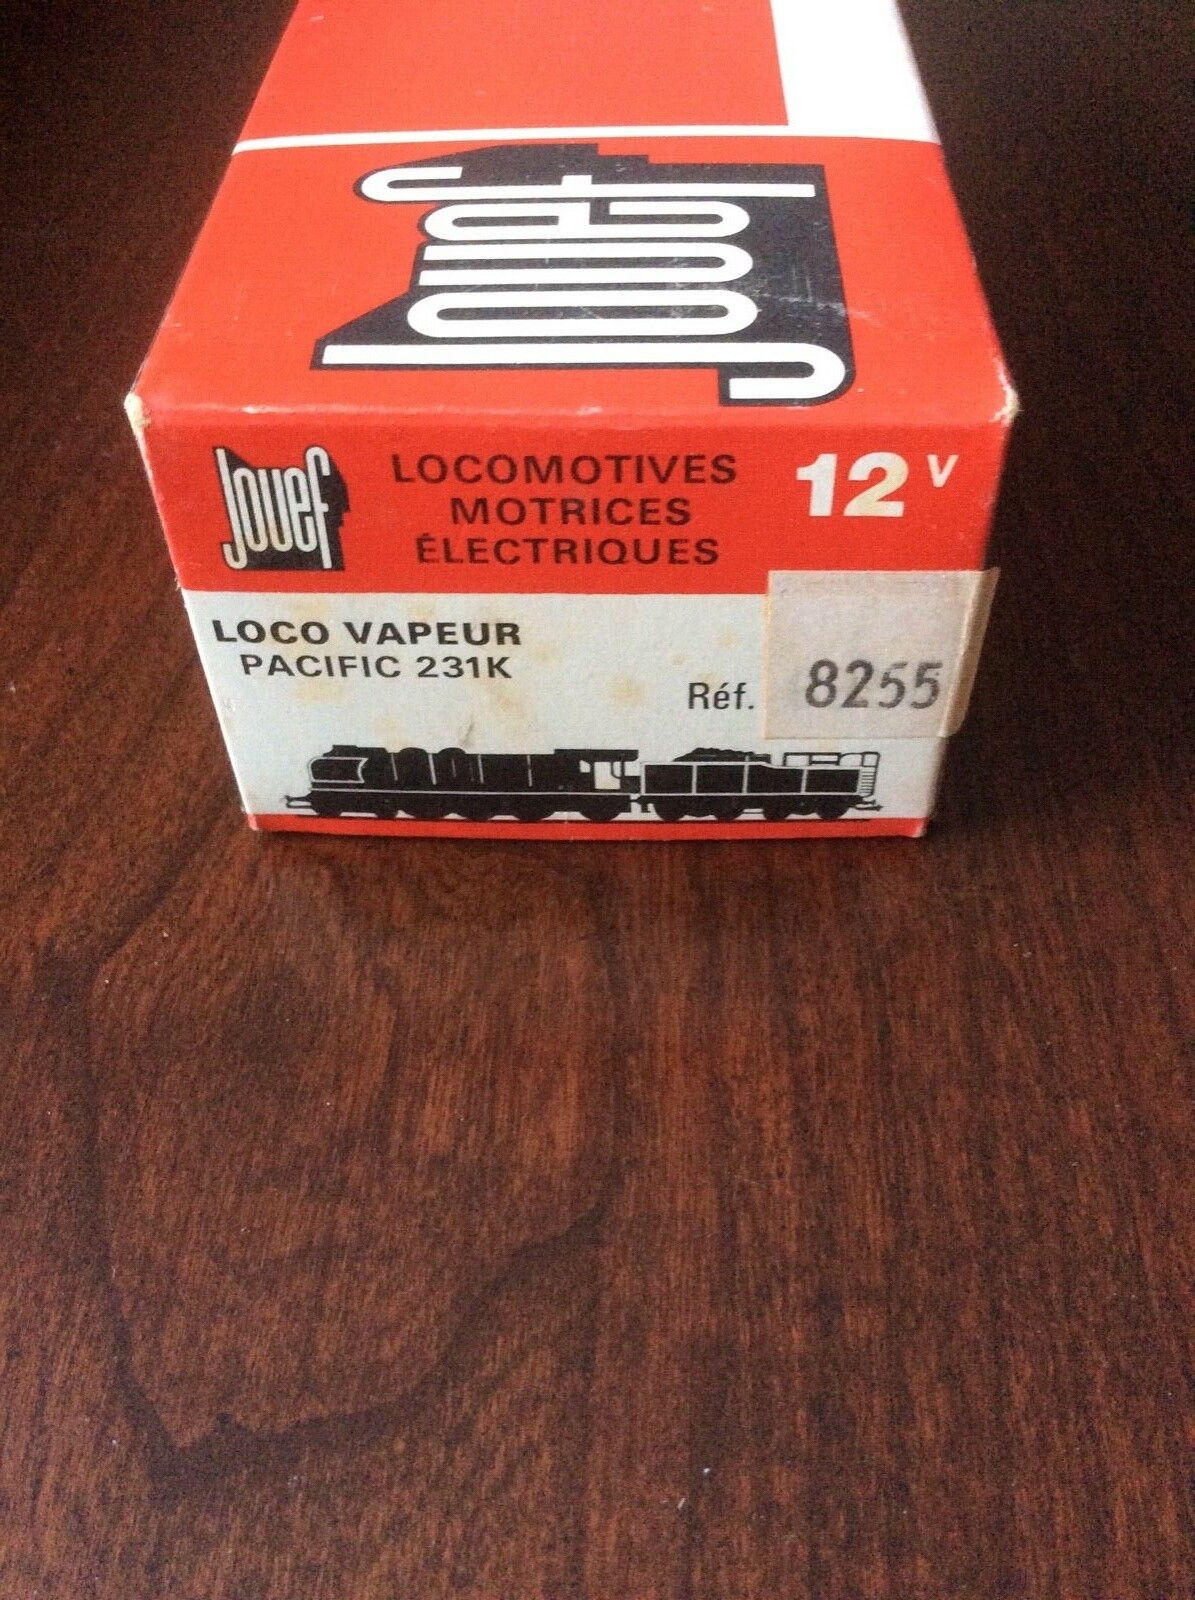 Jouef
Jouef
LOCOMOTIVES
MOTRICES
ÉLECTRIQUES
12 V
LOCO VAPEUR
PACIFIC 231K
Réf. 8255